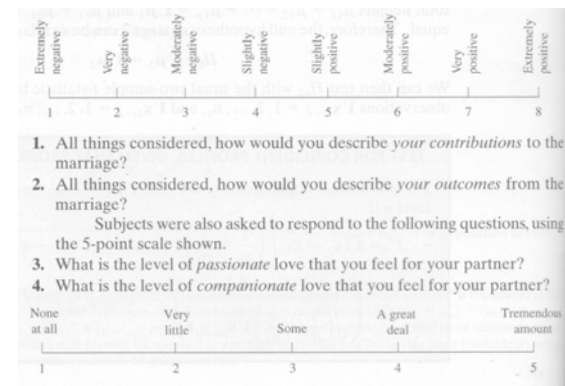 Extremely negative
Very negative
Moderately negative
Slightly negative
Slightly positive
Moderately positive
Very positive
Extremely positive
1 2 3 4 5 6 7 8
1. All things considered, how would you describe your contributions to the
marriage?
2. All things considered, how would you describe your outcomes from the
marriage?
Subjects were also asked to respond to the following questions, using
the 5-point scale shown.
3. What is the level of passionate love that you feel for your partner?
4. What is the level of companionate love that you feel for your partner?
None Very Some A great Tremendous
at all little deal amount
1 2 3 4 5